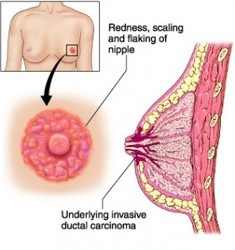 Redness, scaling
and flaking of
nipple
Underlying invasive
ductal carcinoma